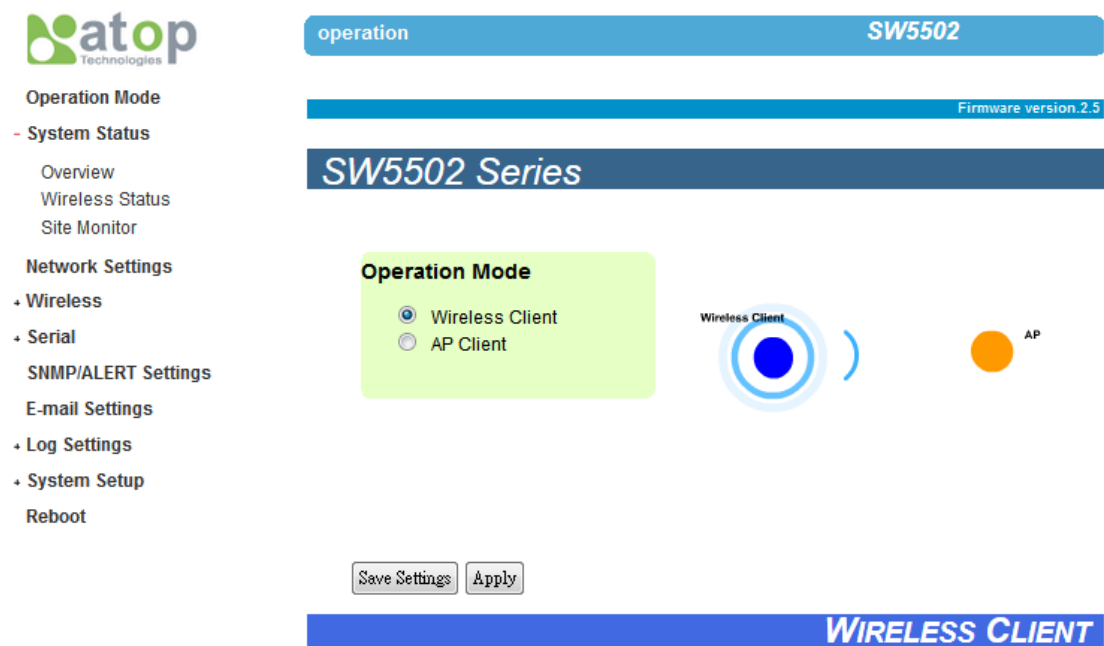 atop
Technologies
operation
SW5502
Operation Mode
- System Status
Overview
Wireless Status
Site Monitor
Network Settings
+ Wireless
+ Serial
SNMP/ALERT Settings
E-mail Settings
+ Log Settings
+ System Setup
Reboot
Firmware version.2.5
SW5502 Series
Operation Mode
Wireless Client
AP Client
Wireless Client
AP
Save Settings
Apply
WIRELESS CLIENT